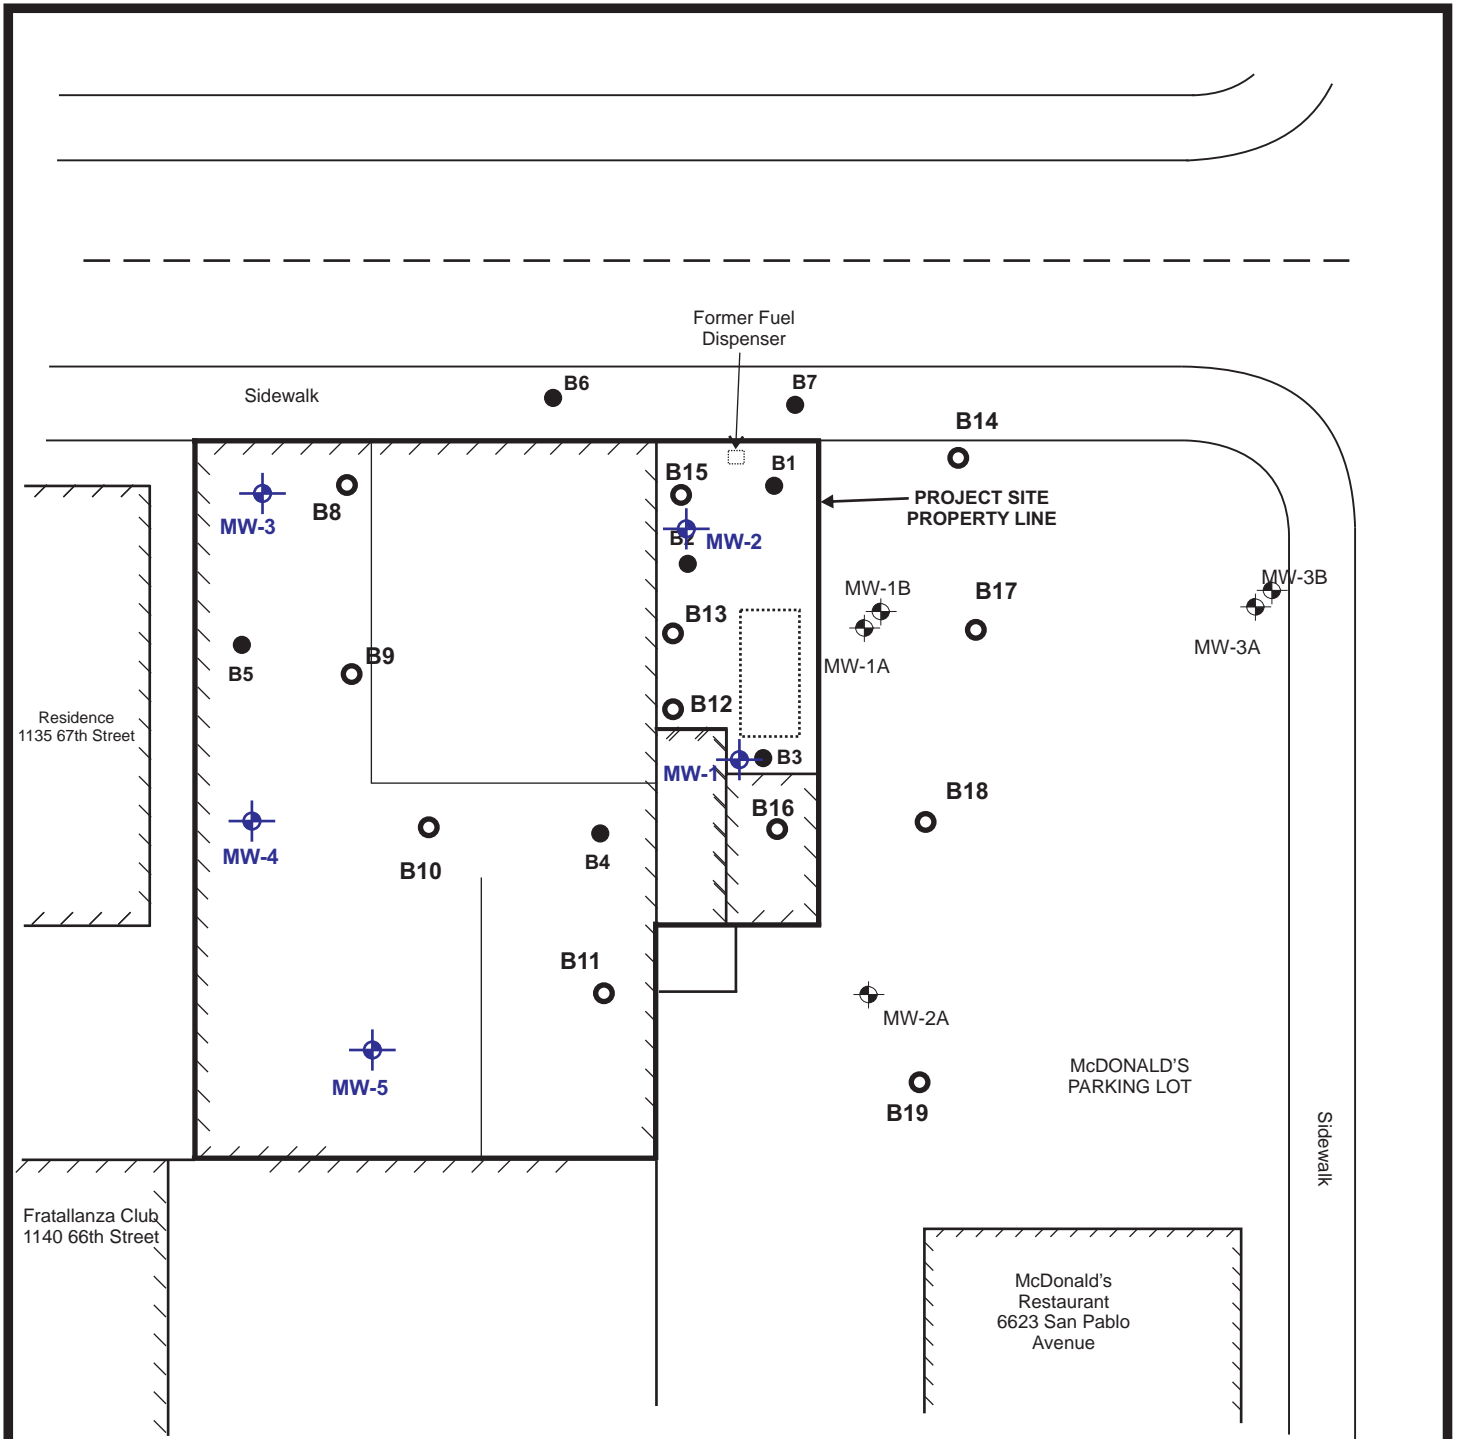 Former Fuel
Dispenser
Sidewalk
B6
B7
B14
B15
B1
PROJECT SITE
PROPERTY LINE
B8
MW-3
B2
MW-2
MW-1B
B17
MW-3B
B13
MW-3A
MW-1A
B5
B9
B12
Residence
1135 67th Street
B3
MW-1
B18
B16
MW-4
B10
B4
B11
MW-2A
McDONALD'S
PARKING LOT
MW-5
B19
Sidewalk
Fratallanza Club
1140 66th Street
McDonald's
Restaurant
6623 San Pablo
Avenue